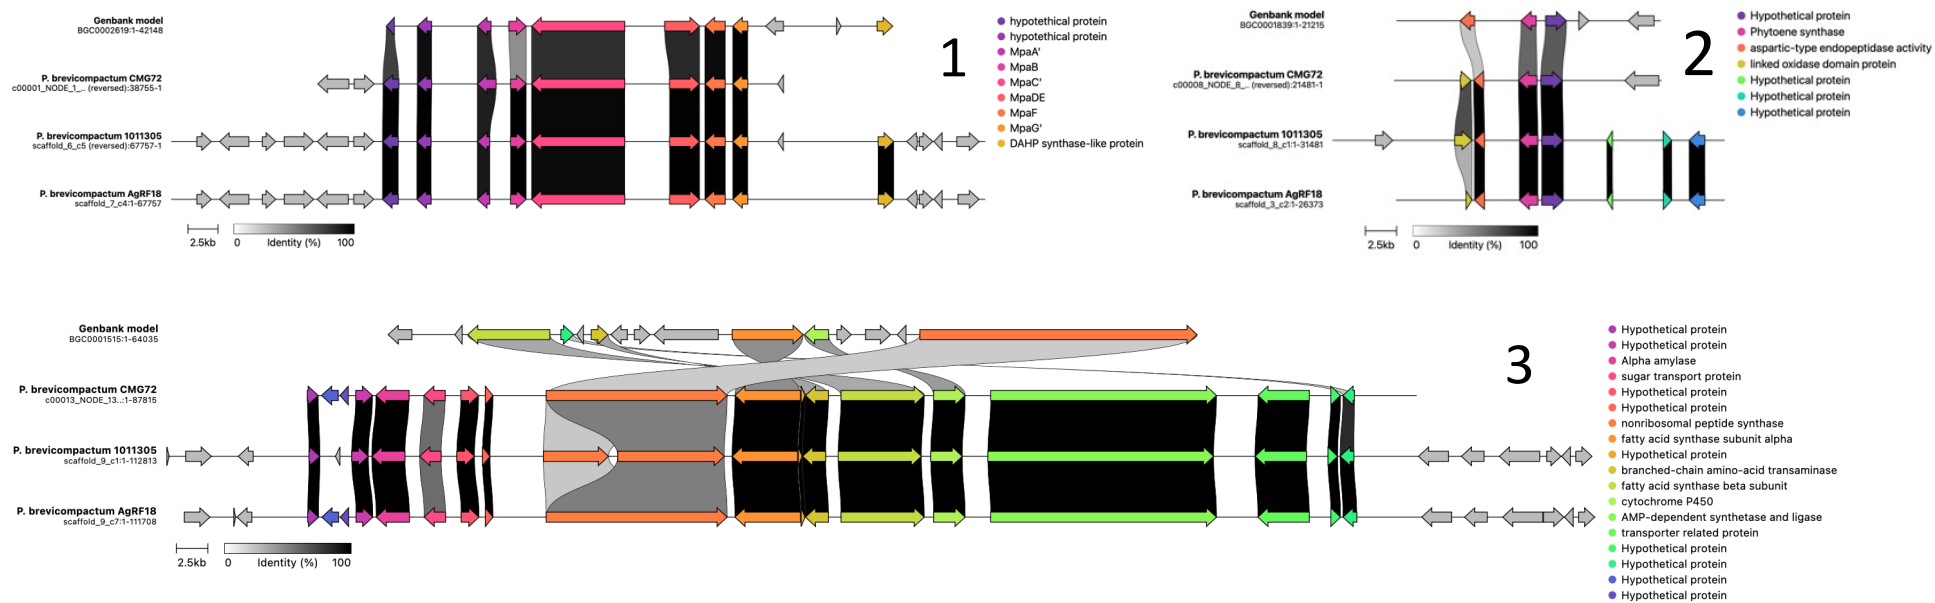 Genbank model
BGC0002619:1-42148
P. brevicompactum CMG72
c00001_NODE_1_.. (reversed):38755-1
P. brevicompactum 1011305
scaffold_6_c5 (reversed):67757-1
P. brevicompactum AgRF18
scaffold_7_c4:1-67757
2.5kb
0 Identity (%) 100
1
hypotethical protein
hypotethical protein
MpaA'
MpaB
MpaC'
MpaDE
MpaF
MpaG'
DAHP synthase-like protein
Genbank model
BGC0001839:1-21215
P. brevicompactum CMG72
c00008_NODE_8_.. (reversed):21481-1
P. brevicompactum 1011305
scaffold_8_c1:1-31481
P. brevicompactum AgRF18
scaffold_3_c2:1-26373
2.5kb
0 Identity (%) 100
2
Hypothetical protein
Phytoene synthase
aspartic-type endopeptidase activity
linked oxidase domain protein
Hypothetical protein
Hypothetical protein
Hypothetical protein
Genbank model
BGC0001515:1-64035
P. brevicompactum CMG72
c00013_NODE_13...:1-87815
P. brevicompactum 1011305
scaffold_9_c1:1-112813
P. brevicompactum AgRF18
scaffold_9_c7:1-111708
2.5kb
0 Identity (%) 100
3
Hypothetical protein
Hypothetical protein
Alpha amylase
sugar transport protein
Hypothetical protein
Hypothetical protein
nonribosomal peptide synthase
fatty acid synthase subunit alpha
Hypothetical protein
branched-chain amino-acid transaminase
fatty acid synthase beta subunit
cytochrome P450
AMP-dependent synthetase and ligase
transporter related protein
Hypothetical protein
Hypothetical protein
Hypothetical protein
Hypothetical protein